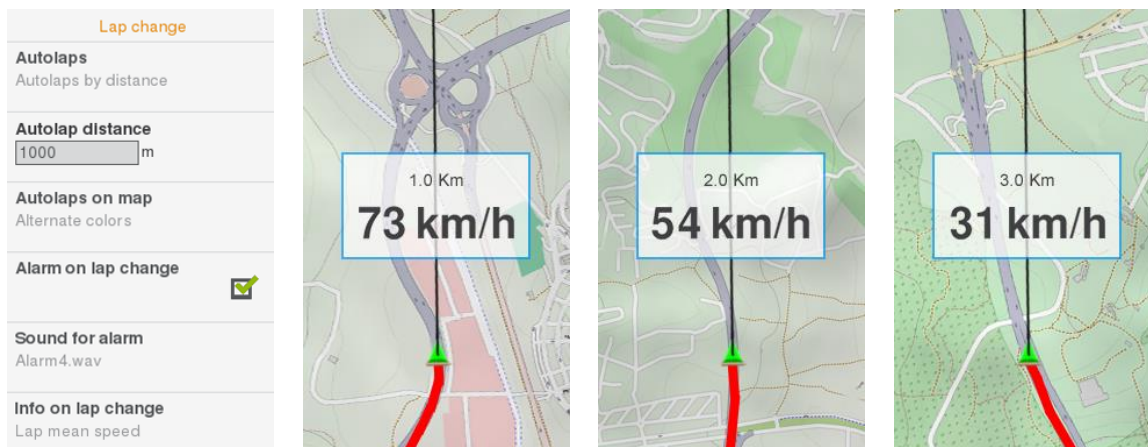 Lap change
Autolaps
Autolaps by distance
Autolap distance
1000 m
Autolaps on map
Alternate colors
Alarm on lap change
Sound for alarm
Alarm4.wav
Info on lap change
Lap mean speed
1.0 Km
73 km/h
2.0 Km
54 km/h
3.0 Km
31 km/h